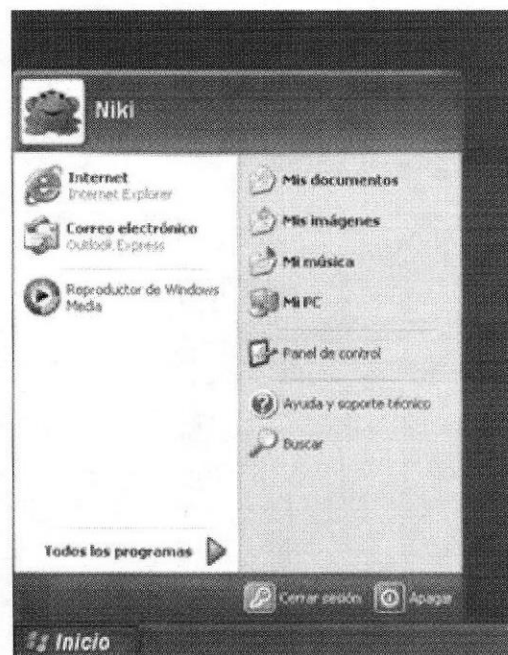 Niki
Internet
Internet Explorer
Correo electrónico
Outlook Express
Reproductor de Windows
Media
Todos los programas
Mis documentos
Mis imágenes
Mi música
Mi PC
Panel de control
Ayuda y soporte técnico
Buscar
Cerrar sesión
Apagar
Inicio